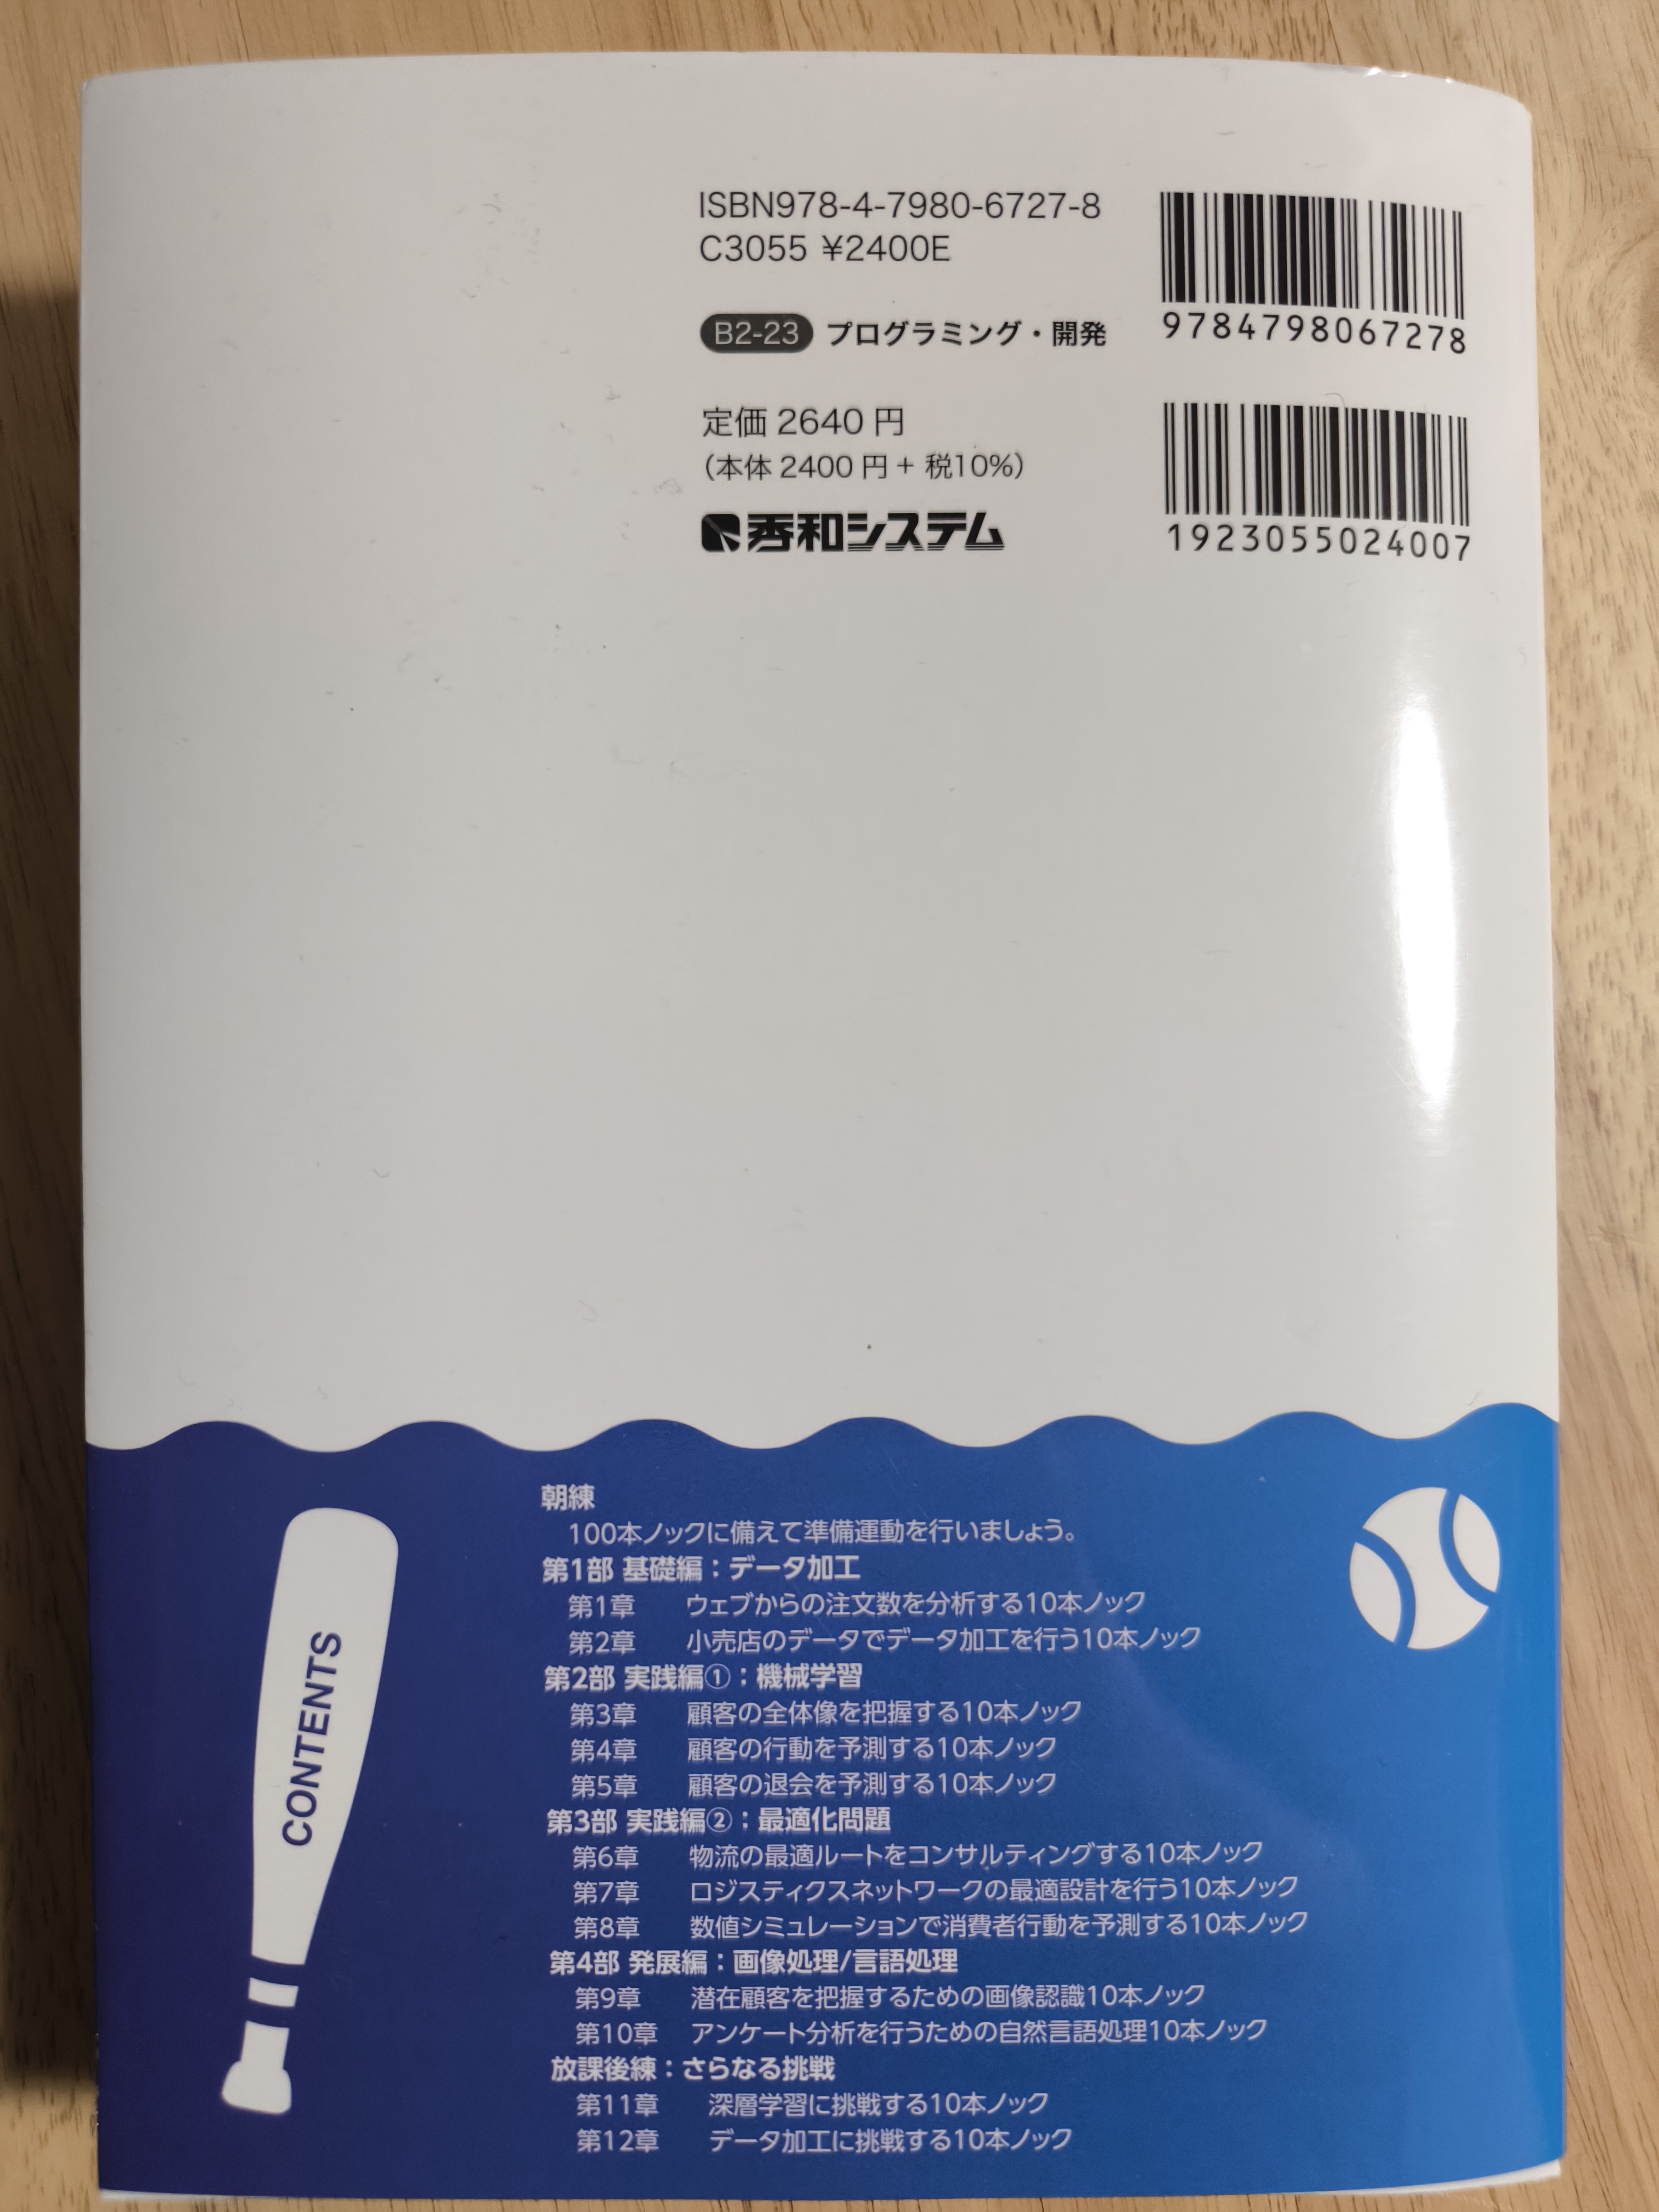 ISBN978-4-7980-6727-8
C3055 ¥2400E
B2-23 プログラミング・開発
定価 2640 円
（本体 2400 円 + 税10%）
秀和システム
9784798067278
1923055024007
CONTENTS
朝練
100本ノックに備えて準備運動を行いましょう。
第1部 基礎編：データ加工
第1章 ウェブからの注文数を分析する10本ノック
第2章 小売店のデータでデータ加工を行う10本ノック
第2部 実践編①：機械学習
第3章 顧客の全体像を把握する10本ノック
第4章 顧客の行動を予測する10本ノック
第5章 顧客の退会を予測する10本ノック
第3部 実践編②：最適化問題
第6章 物流の最適ルートをコンサルティングする10本ノック
第7章 ロジスティクスネットワークの最適設計を行う10本ノック
第8章 数値シミュレーションで消費者行動を予測する10本ノック
第4部 発展編：画像処理/言語処理
第9章 潜在顧客を把握するための画像認識10本ノック
第10章 アンケート分析を行うための自然言語処理10本ノック
放課後練：さらなる挑戦
第11章 深層学習に挑戦する10本ノック
第12章 データ加工に挑戦する10本ノック